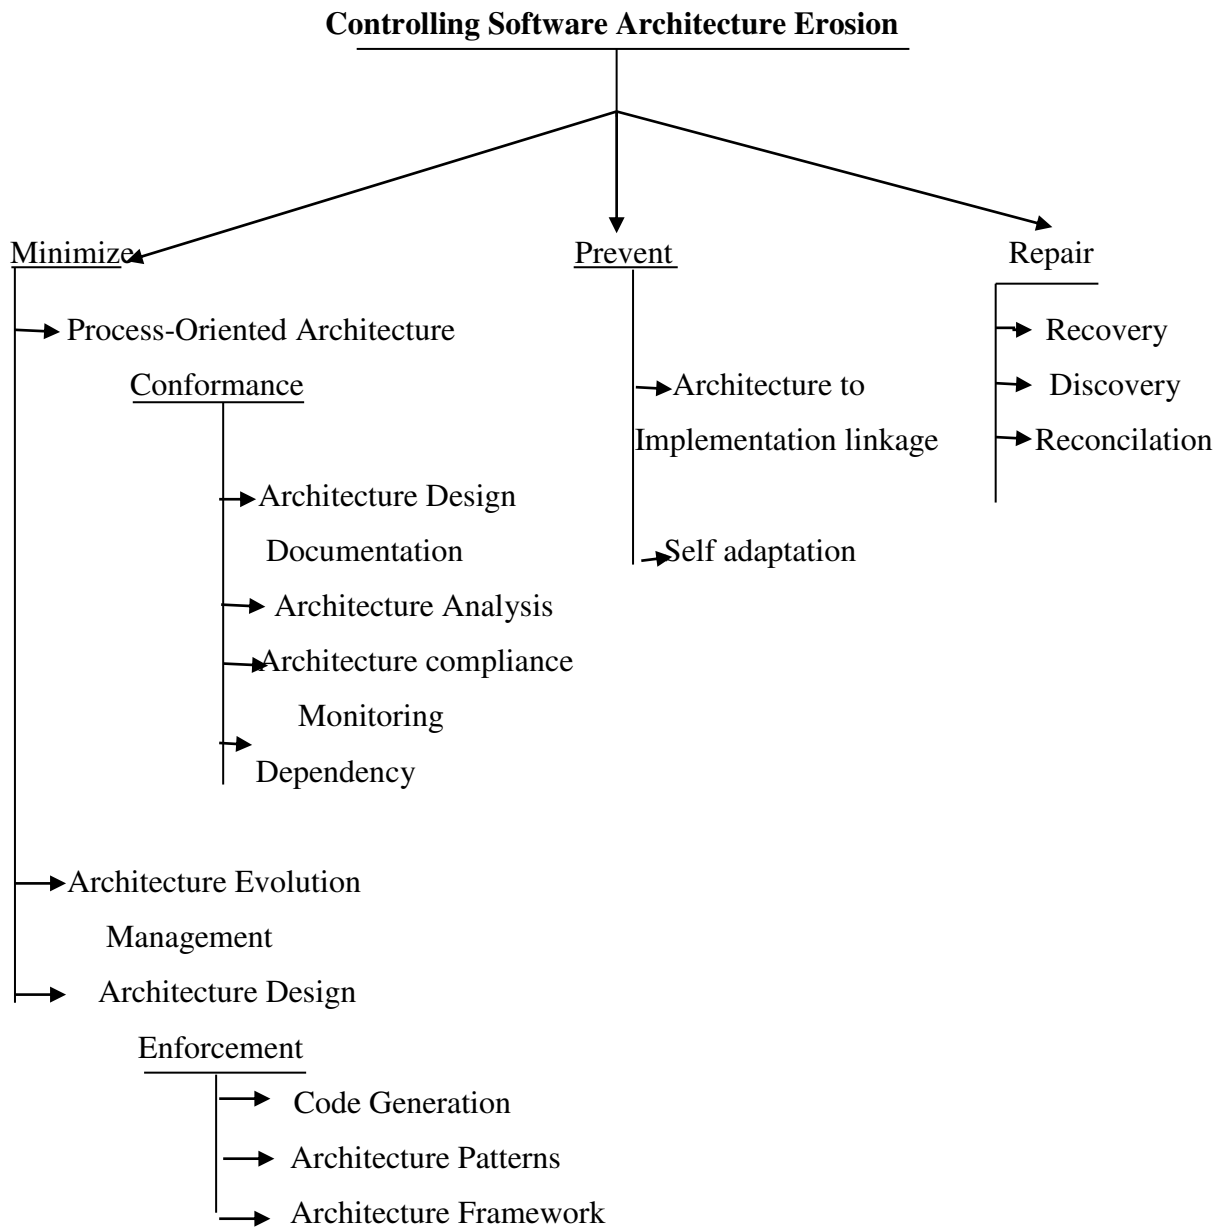 Controlling Software Architecture Erosion
Minimize
Prevent
Repair
Process-Oriented Architecture
Conformance
Architecture Design
Documentation
Architecture Analysis
Architecture compliance
Monitoring
Dependency
Architecture Evolution
Management
Architecture Design
Enforcement
Code Generation
Architecture Patterns
Architecture Framework
Architecture to
Implementation linkage
Self adaptation
Recovery
Discovery
Reconcilation